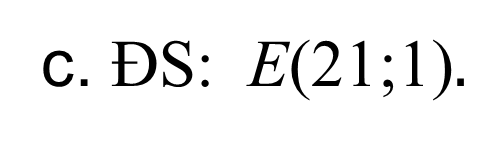 c. ĐS: E(21;1).